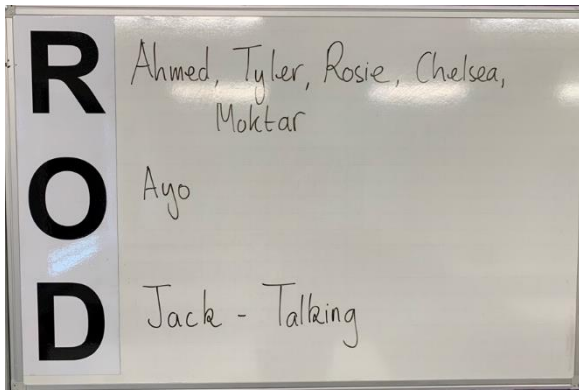 R Ahmed, Tyler, Rosie, Chelsea,
Moktar
O Ayo
D Jack - Talking